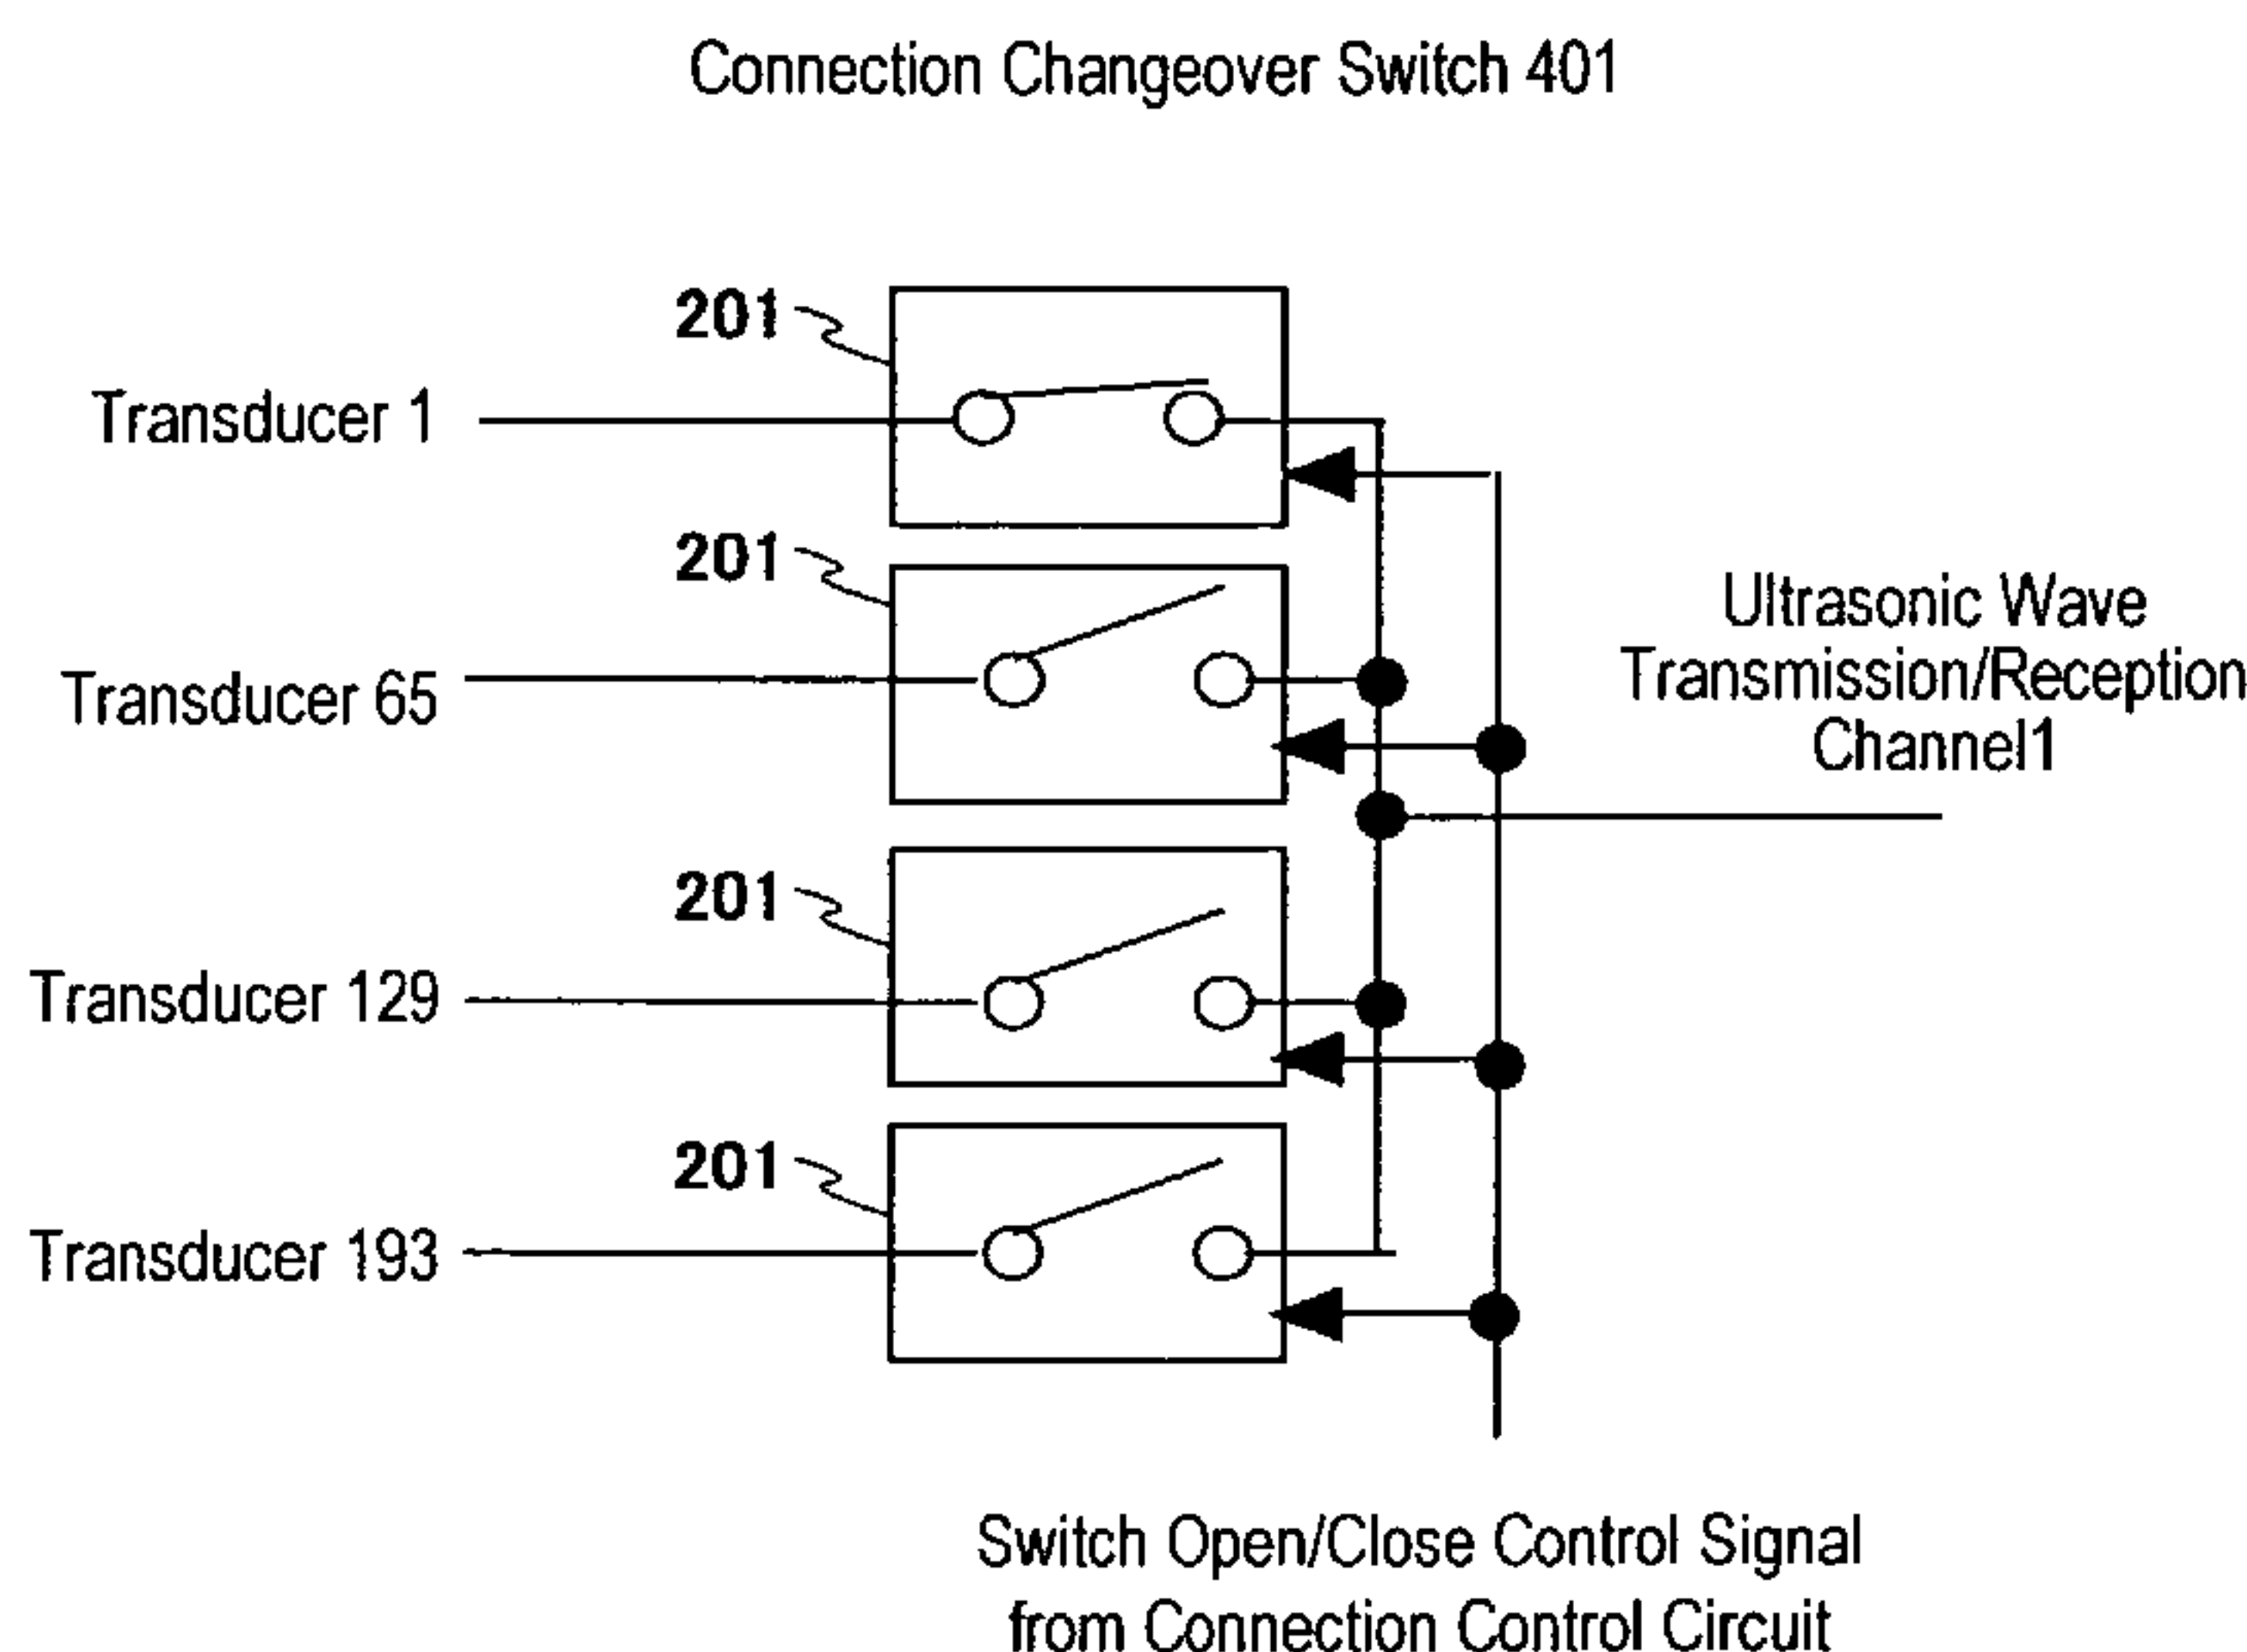 Connection Changeover Switch 401
201
Transducer 1
201
Transducer 65
Ultrasonic Wave
Transmission/Reception
Channel1
201
Transducer 129
201
Transducer 193
Switch Open/Close Control Signal
from Connection Control Circuit